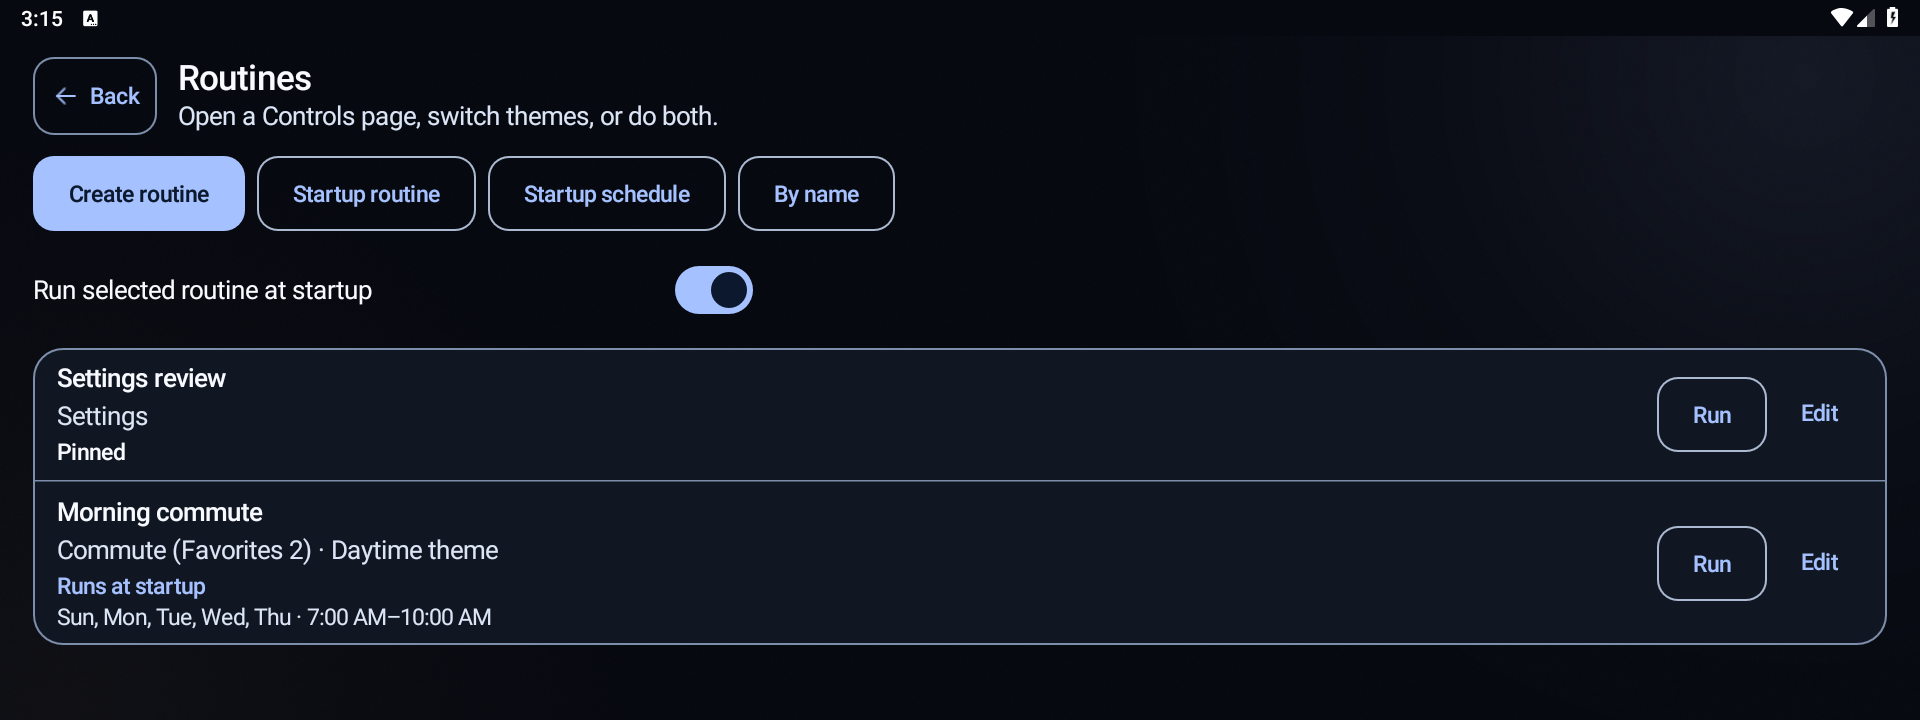 3:15
Back
Routines
Open a Controls page, switch themes, or do both.
Create routine
Startup routine
Startup schedule
By name
Run selected routine at startup
Settings review
Settings
Pinned
Run
Edit
Morning commute
Commute (Favorites 2) · Daytime theme
Runs at startup
Sun, Mon, Tue, Wed, Thu · 7:00 AM–10:00 AM
Run
Edit